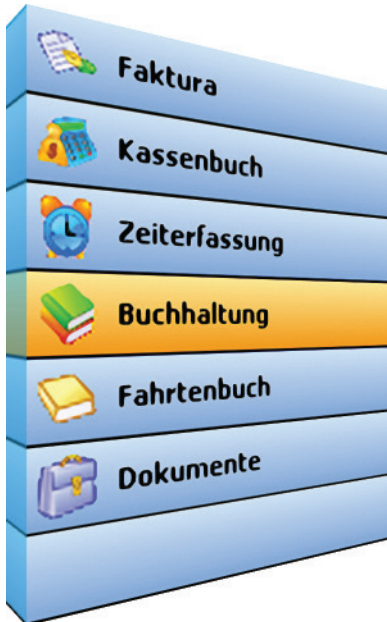 Faktura
Kassenbuch
Zeiterfassung
Buchhaltung
Fahrtenbuch
Dokumente